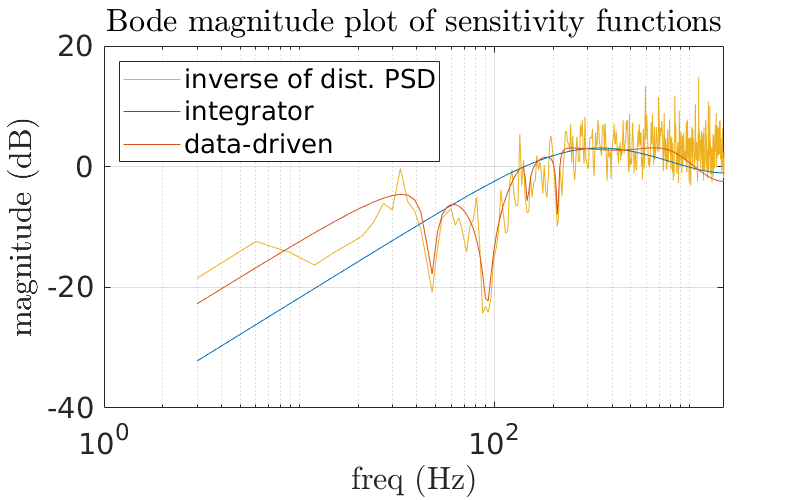 Bode magnitude plot of sensitivity functions
20
inverse of dist. PSD
integrator
data-driven
0
-20
-40
magnitude (dB)
10^0
10^2
freq (Hz)